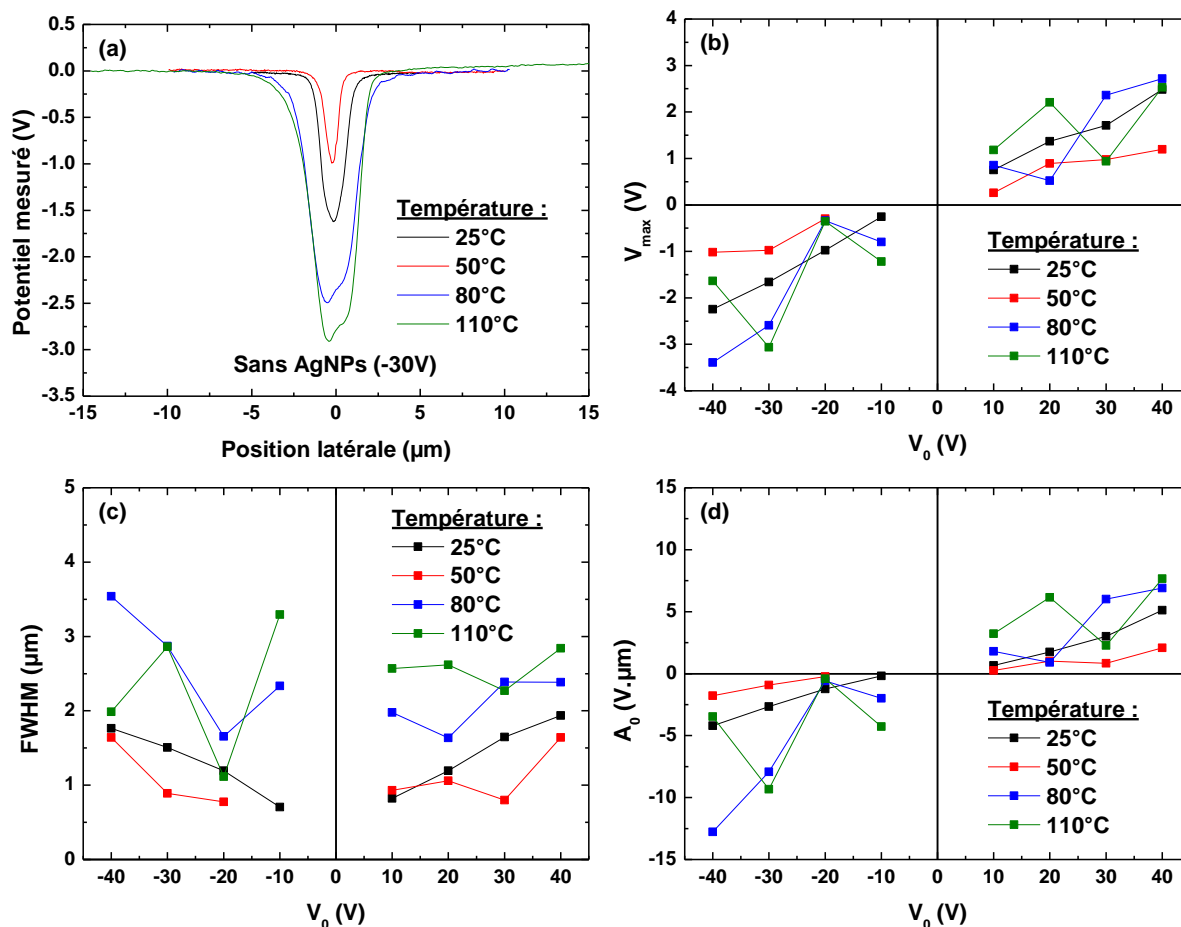 (a)
0.5
0.0
-0.5
-1.0
-1.5
-2.0
-2.5
-3.0
-3.5
Potentiel mesuré (V)
Température :
25°C
50°C
80°C
110°C
Sans AgNPs (-30V)
-15 -10 -5 0 5 10 15
Position latérale (µm)
(b)
4
3
2
1
0
-1
-2
-3
-4
Vmax (V)
Température :
25°C
50°C
80°C
110°C
-40 -30 -20 -10 0 10 20 30 40
V0 (V)
(c)
5
4
3
2
1
0
FWHM (µm)
Température :
25°C
50°C
80°C
110°C
-40 -30 -20 -10 0 10 20 30 40
V0 (V)
(d)
15
10
5
0
-5
-10
-15
A0 (V.µm)
Température :
25°C
50°C
80°C
110°C
-40 -30 -20 -10 0 10 20 30 40
V0 (V)